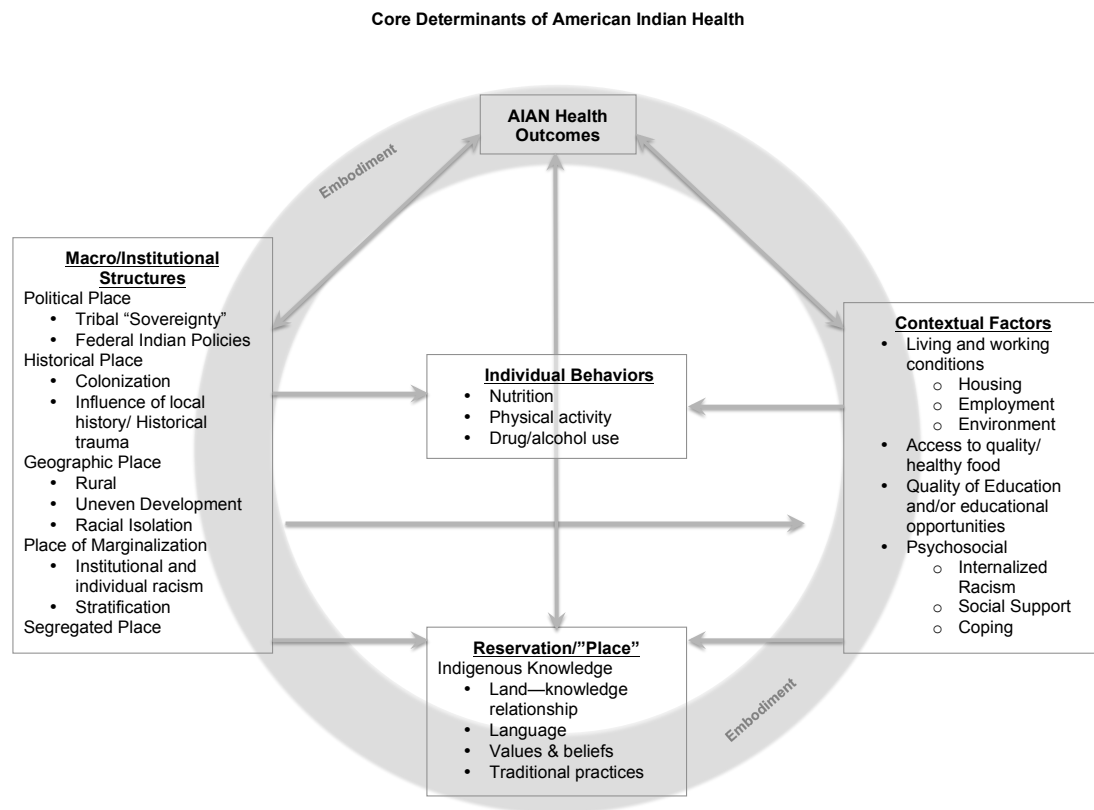 Core Determinants of American Indian Health
AIAN Health
Outcomes
Embodiment
Macro/Institutional
Structures
Political Place
• Tribal “Sovereignty”
• Federal Indian Policies
Historical Place
• Colonization
• Influence of local
history/ Historical
trauma
Geographic Place
• Rural
• Uneven Development
• Racial Isolation
Place of Marginalization
• Institutional and
individual racism
• Stratification
Segregated Place
Individual Behaviors
• Nutrition
• Physical activity
• Drug/alcohol use
Contextual Factors
• Living and working
conditions
o Housing
o Employment
o Environment
• Access to quality/
healthy food
• Quality of Education
and/or educational
opportunities
• Psychosocial
o Internalized
Racism
o Social Support
o Coping
Reservation/”Place”
Indigenous Knowledge
• Land—knowledge
relationship
• Language
• Values & beliefs
• Traditional practices
Embodiment